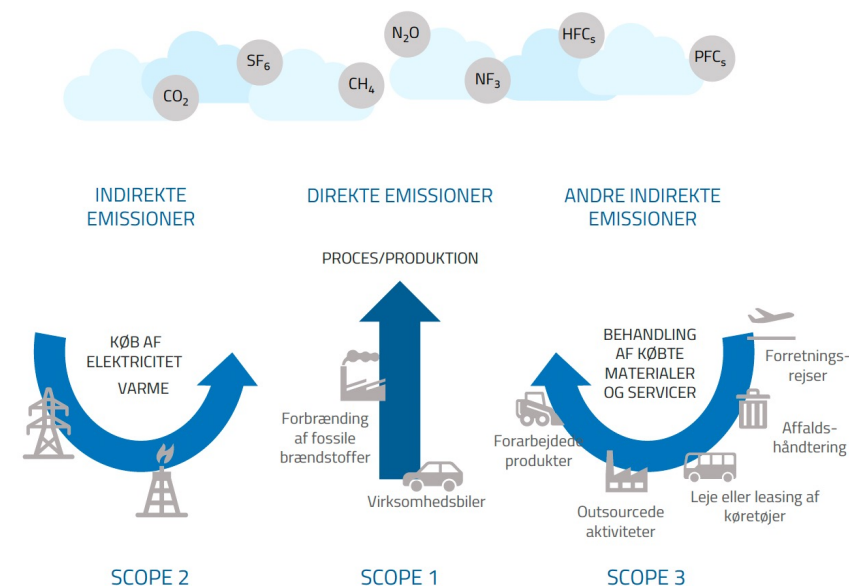 N₂O
HFCₛ
SF₆
PFCₛ
CH₄
NF₃
CO₂
INDIREKTE
EMISSIONER
KØB AF
ELEKTRICITET
VARME
SCOPE 2
DIREKTE EMISSIONER
PROCES/PRODUKTION
Forbrænding
af fossile
brændstoffer
Virksomhedsbiler
SCOPE 1
ANDRE INDIREKTE
EMISSIONER
BEHANDLING
AF KØBTE
MATERIALER
OG SERVICER
Forretnings-
rejser
Affalds-
håndtering
Leje eller leasing af
køretøjer
Outsourcede
aktiviteter
Forarbejdede
produkter
SCOPE 3